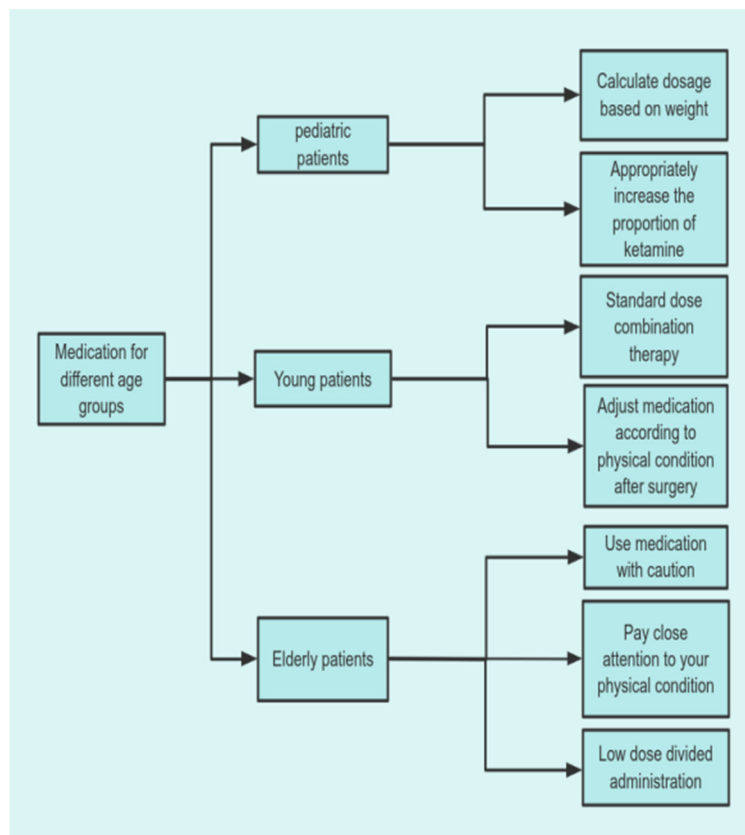 Medication for
different age
groups
pediatric
patients
Calculate dosage
based on weight
Appropriately
increase the
proportion of
ketamine
Young patients
Standard dose
combination
therapy
Adjust medication
according to
physical condition
after surgery
Elderly patients
Use medication
with caution
Pay close
attention to your
physical condition
Low dose divided
administration